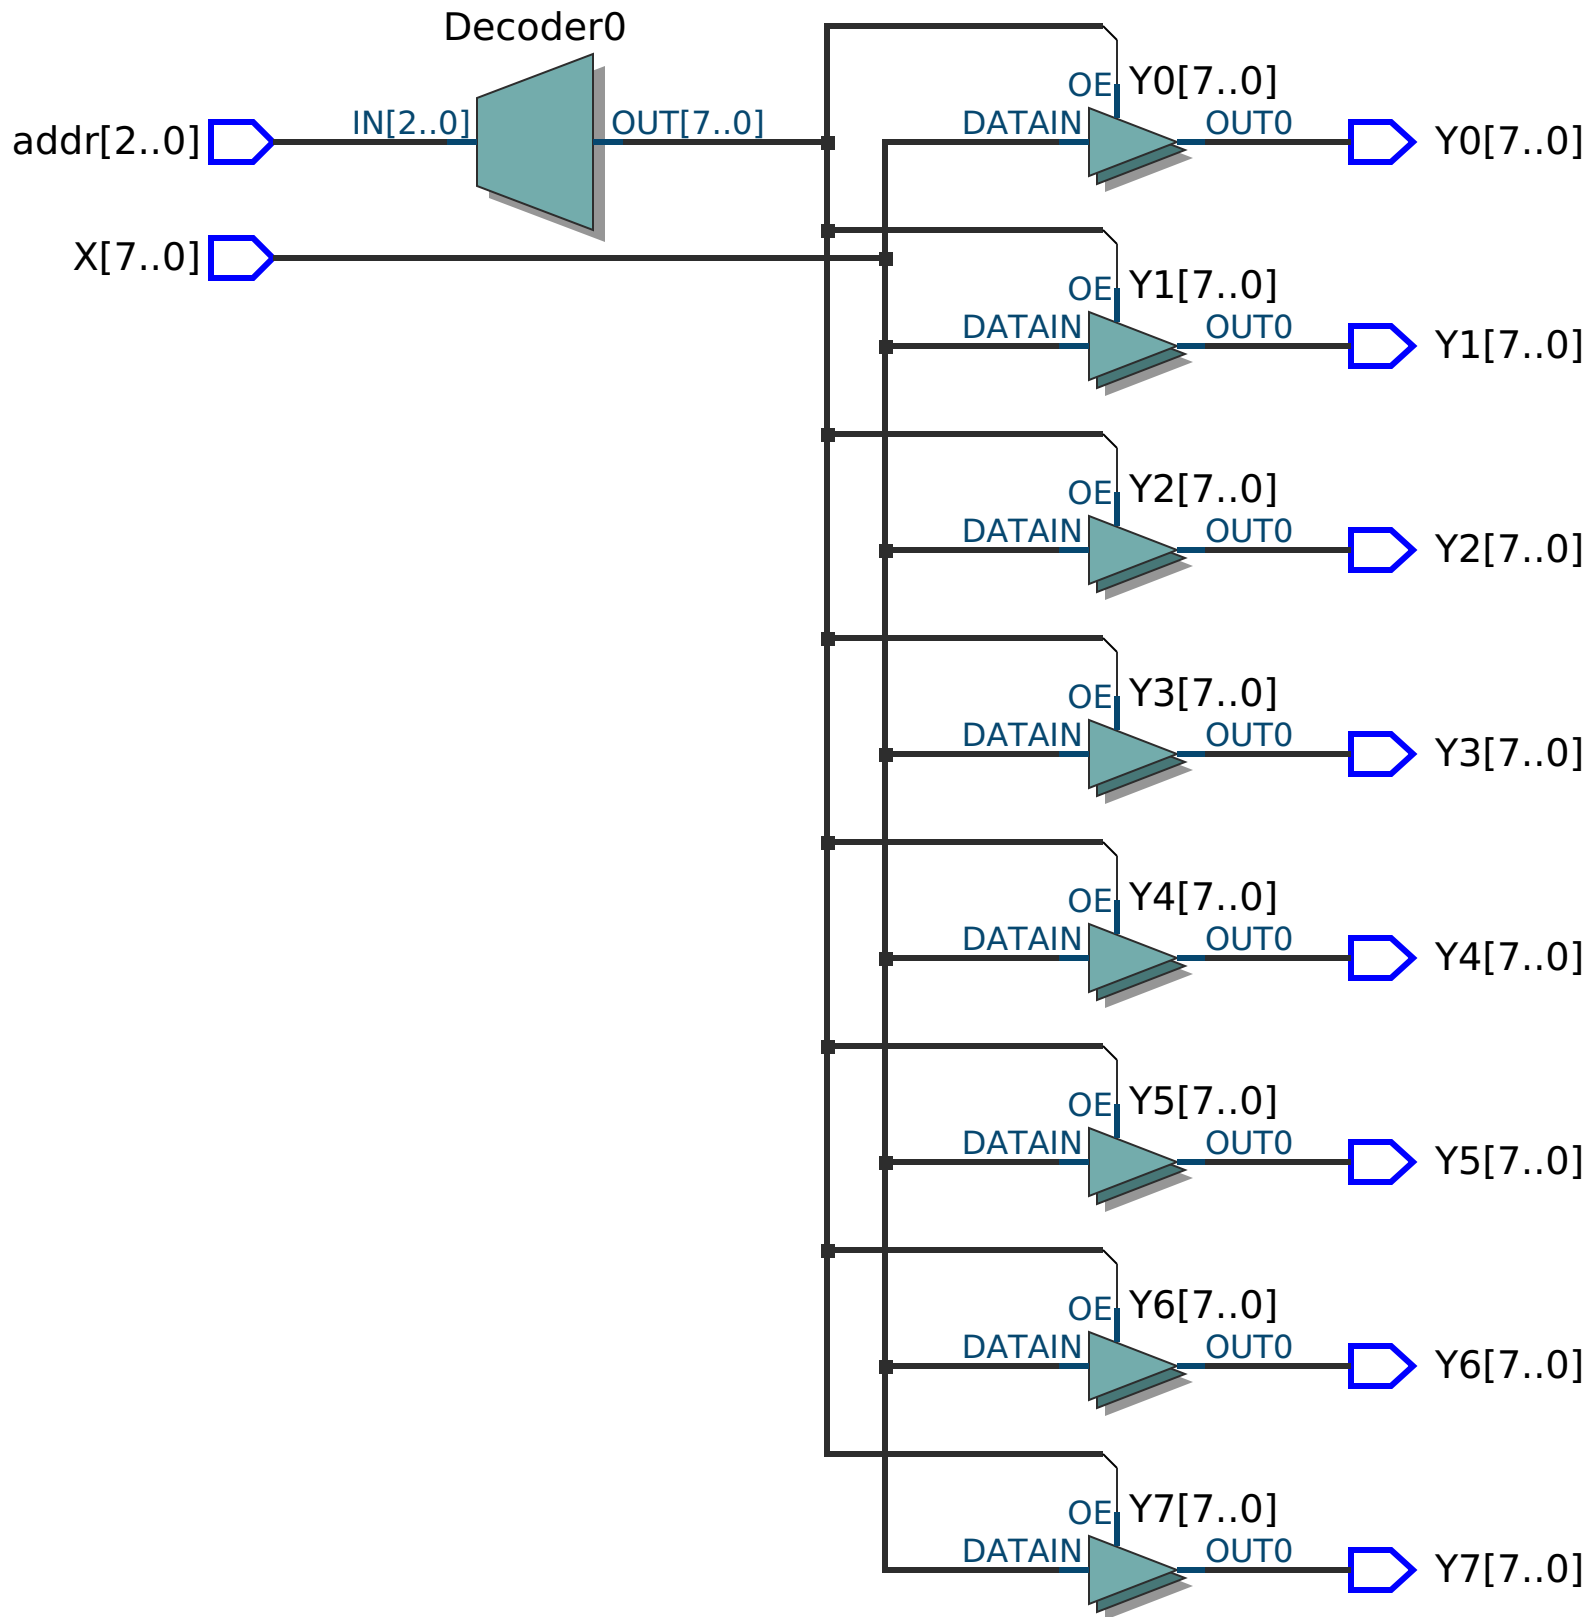 Decoder0
addr[2..0] IN[2..0] OUT[7..0]
X[7..0]
OE Y0[7..0]
DATAIN OUT0 Y0[7..0]
OE Y1[7..0]
DATAIN OUT0 Y1[7..0]
OE Y2[7..0]
DATAIN OUT0 Y2[7..0]
OE Y3[7..0]
DATAIN OUT0 Y3[7..0]
OE Y4[7..0]
DATAIN OUT0 Y4[7..0]
OE Y5[7..0]
DATAIN OUT0 Y5[7..0]
OE Y6[7..0]
DATAIN OUT0 Y6[7..0]
OE Y7[7..0]
DATAIN OUT0 Y7[7..0]